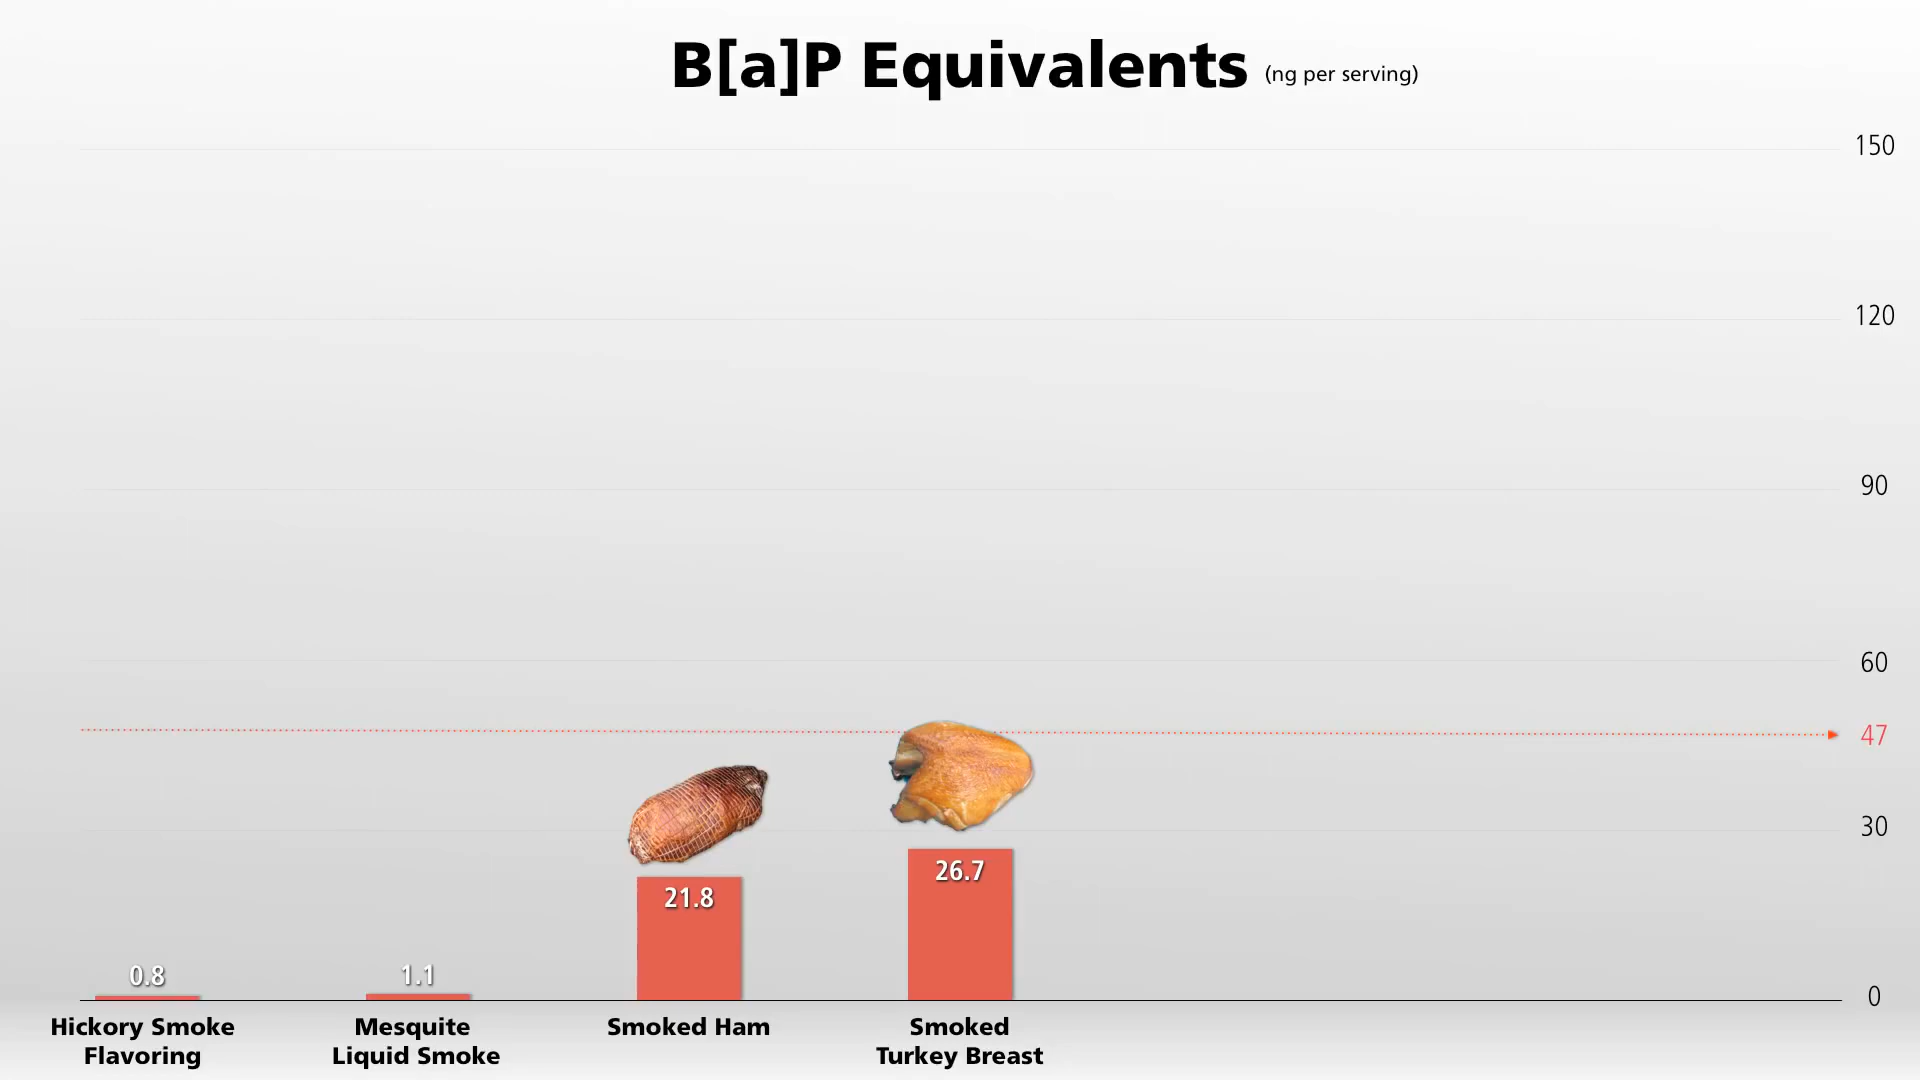 B[a]P Equivalents (ng per serving)
150
120
90
60
47
30
0
26.7
21.8
0.8
1.1
Hickory Smoke
Flavoring
Mesquite
Liquid Smoke
Smoked Ham
Smoked
Turkey Breast